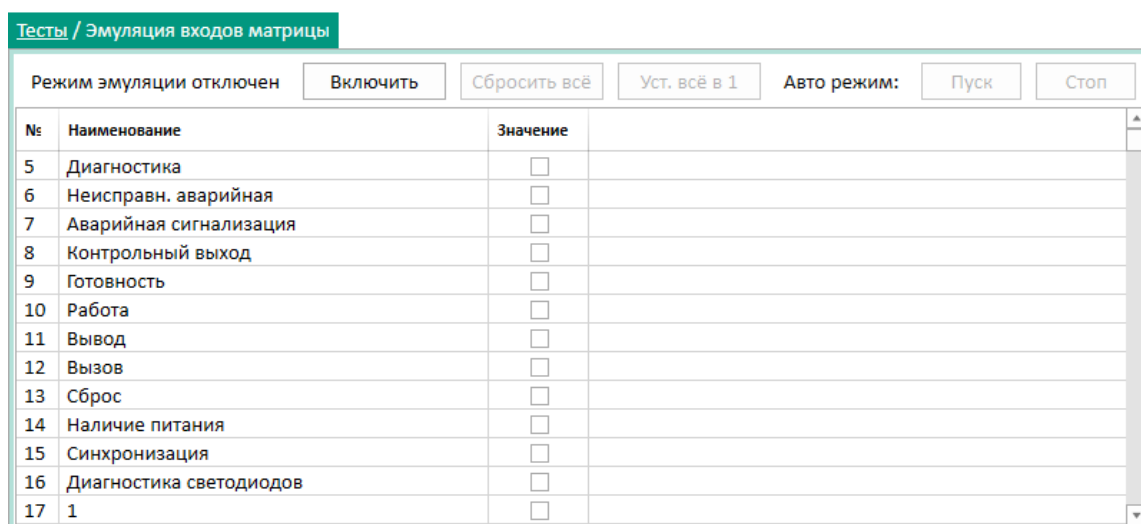 Тесты / Эмуляция входов матрицы
Режим эмуляции отключен Включить Сбросить всё Уст. всё в 1 Авто режим: Пуск Стоп
№ Наименование Значение
5 Диагностика
6 Неисправн. аварийная
7 Аварийная сигнализация
8 Контрольный выход
9 Готовность
10 Работа
11 Вывод
12 Вызов
13 Сброс
14 Наличие питания
15 Синхронизация
16 Диагностика светодиодов
17 1